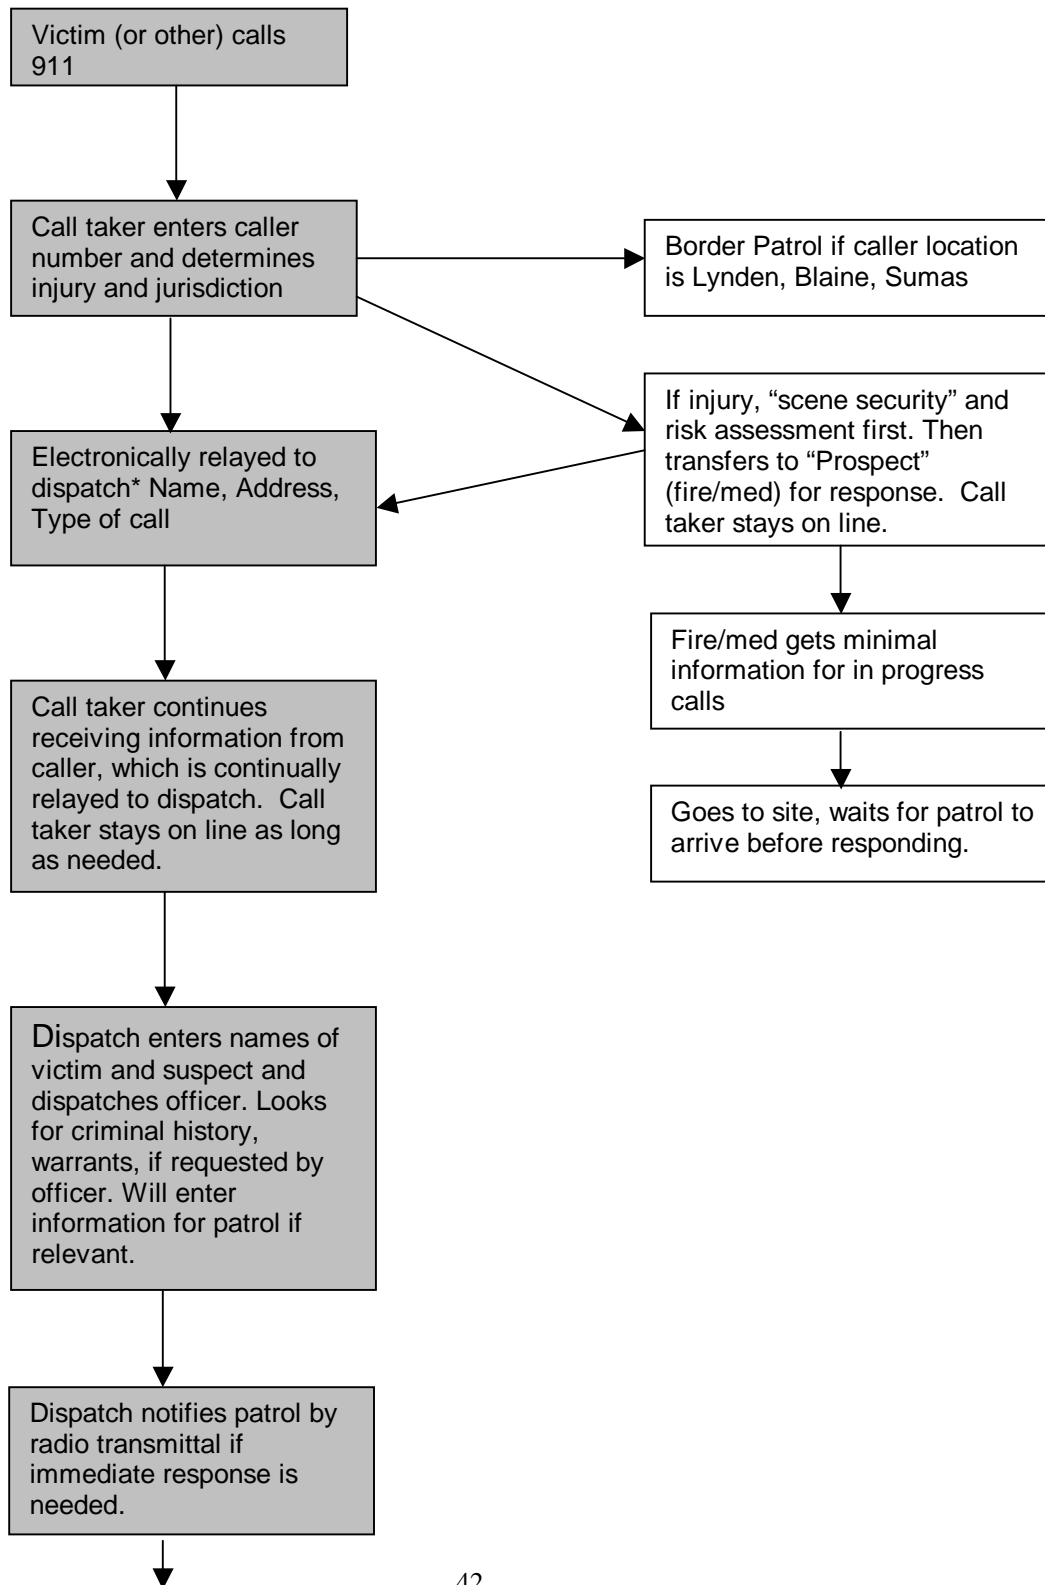 Victim (or other) calls
911
Call taker enters caller
number and determines
injury and jurisdiction
Border Patrol if caller location
is Lynden, Blaine, Sumas
If injury, “scene security” and
risk assessment first. Then
transfers to “Prospect”
(fire/med) for response.  Call
taker stays on line.
Electronically relayed to
dispatch* Name, Address,
Type of call
Fire/med gets minimal
information for in progress
calls
Call taker continues
receiving information from
caller, which is continually
relayed to dispatch.  Call
taker stays on line as long
as needed.
Goes to site, waits for patrol to
arrive before responding.
Dispatch enters names of
victim and suspect and
dispatches officer. Looks
for criminal history,
warrants, if requested by
officer. Will enter
information for patrol if
relevant.
Dispatch notifies patrol by
radio transmittal if
immediate response is
needed.
42